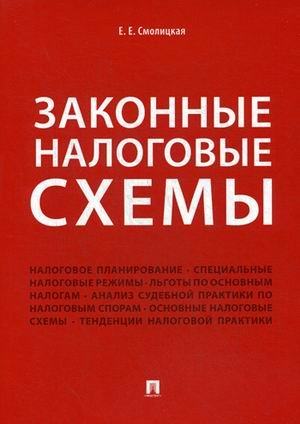 Е. Е. Смолицкая
ЗАКОННЫЕ
НАЛОГОВЫЕ
СХЕМЫ
НАЛОГОВОЕ ПЛАНИРОВАНИЕ • СПЕЦИАЛЬНЫЕ
НАЛОГОВЫЕ РЕЖИМЫ • ЛЬГОТЫ ПО ОСНОВНЫМ
НАЛОГАМ • АНАЛИЗ СУДЕБНОЙ ПРАКТИКИ ПО
НАЛОГОВЫМ СПОРАМ • ОСНОВНЫЕ НАЛОГОВЫЕ
СХЕМЫ • ТЕНДЕНЦИИ НАЛОГОВОЙ ПРАКТИКИ